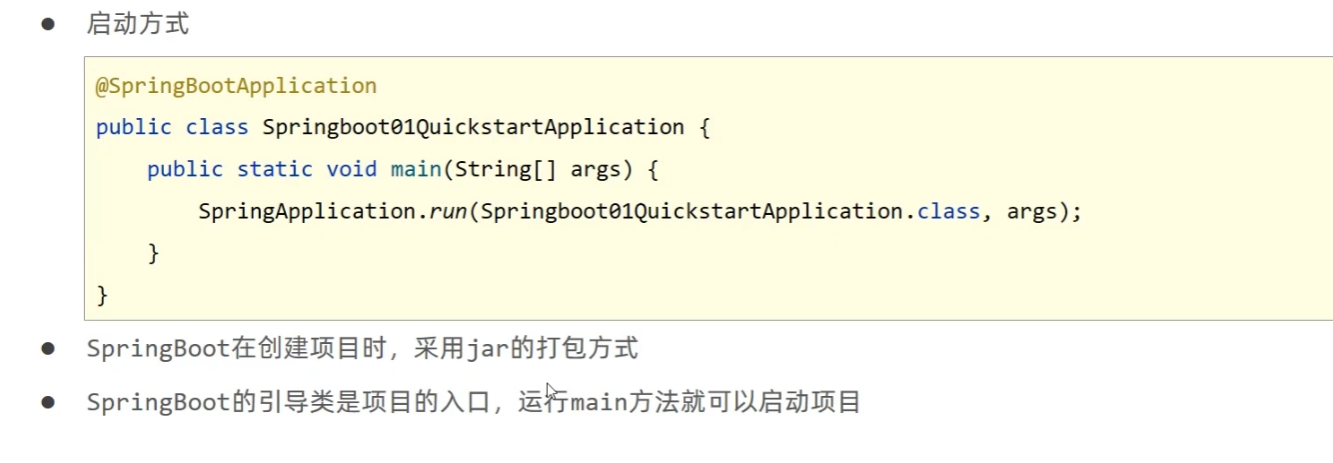 ● 启动方式
@SpringBootApplication
public class Springboot01QuickstartApplication {
    public static void main(String[] args) {
        SpringApplication.run(Springboot01QuickstartApplication.class, args);
    }
}
● SpringBoot在创建项目时，采用jar的打包方式
● SpringBoot的引导类是项目的入口，运行main方法就可以启动项目